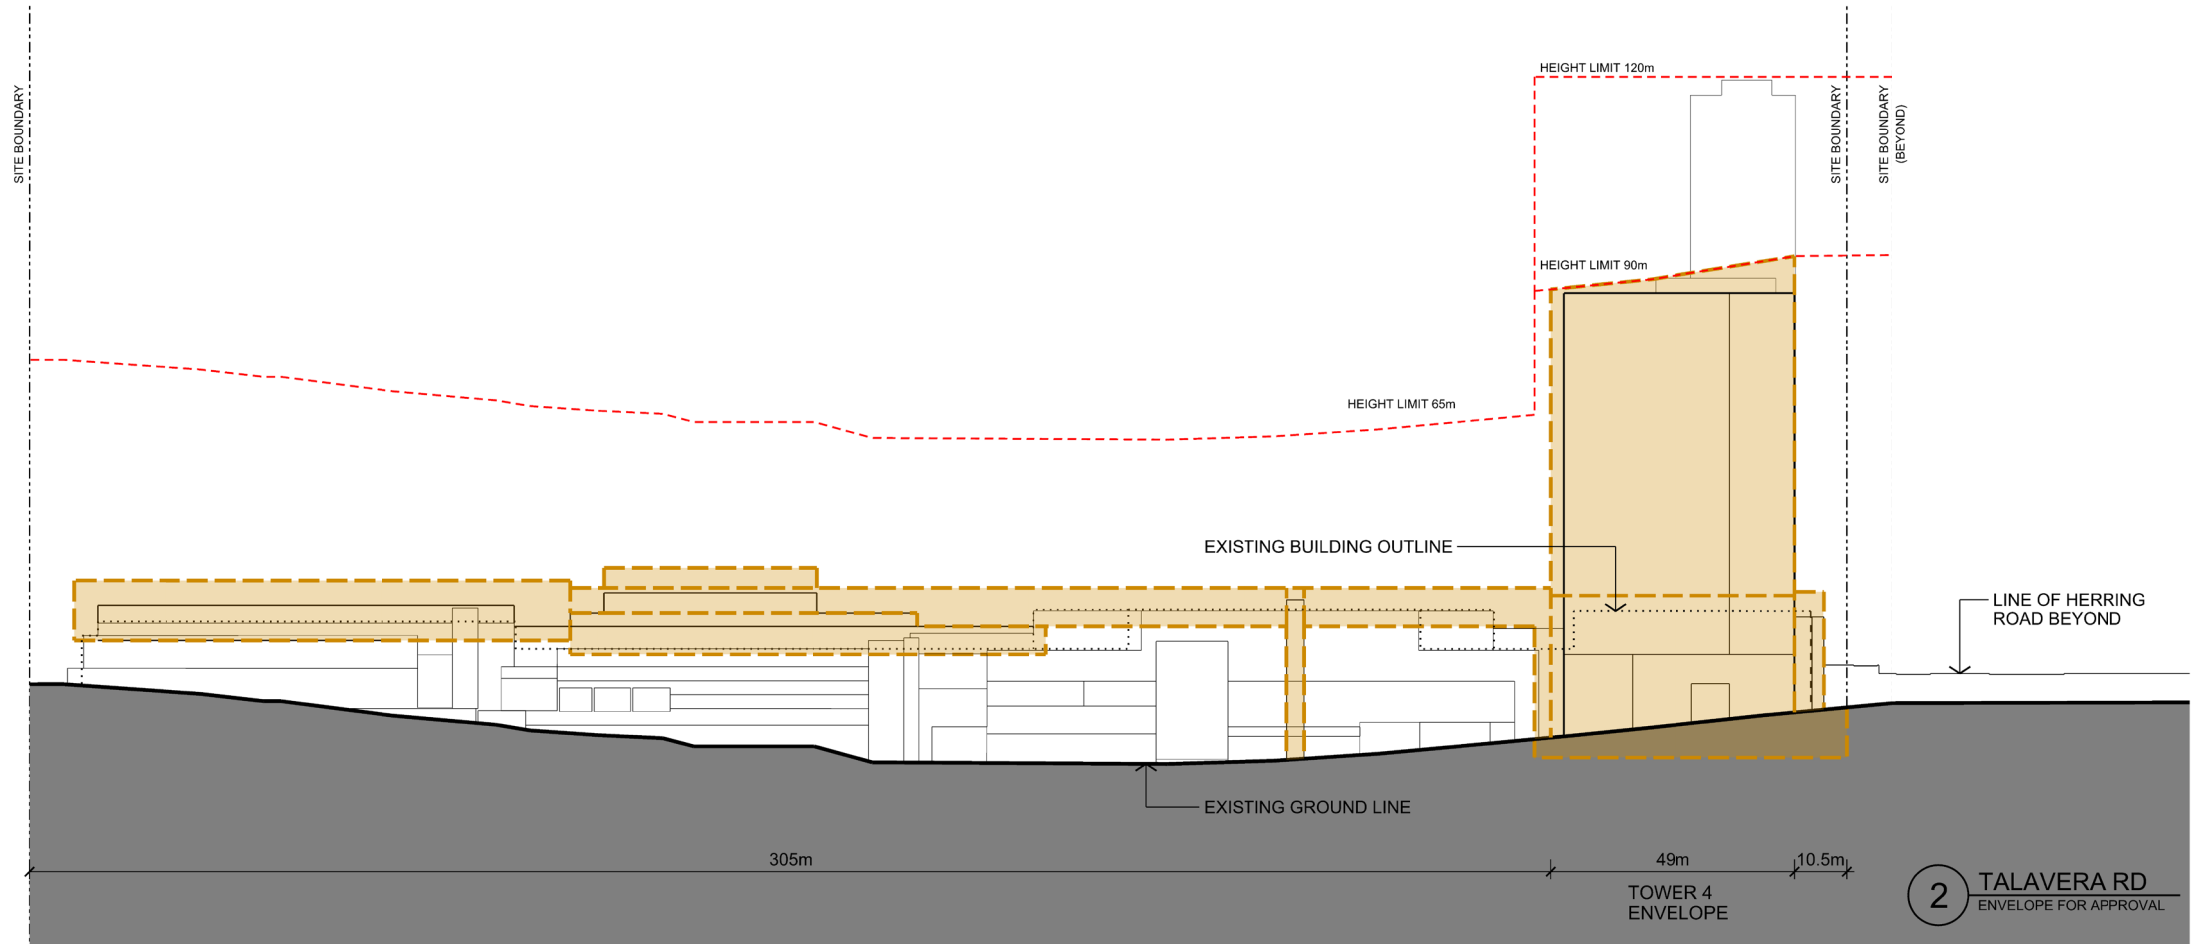 HEIGHT LIMIT 120m
SITE BOUNDARY
SITE BOUNDARY
SITE BOUNDARY
(BEYOND)
HEIGHT LIMIT 90m
HEIGHT LIMIT 65m
EXISTING BUILDING OUTLINE
LINE OF HERRING
ROAD BEYOND
EXISTING GROUND LINE
305m
49m
10.5m
TOWER 4
ENVELOPE
2
TALAVERA RD
ENVELOPE FOR APPROVAL